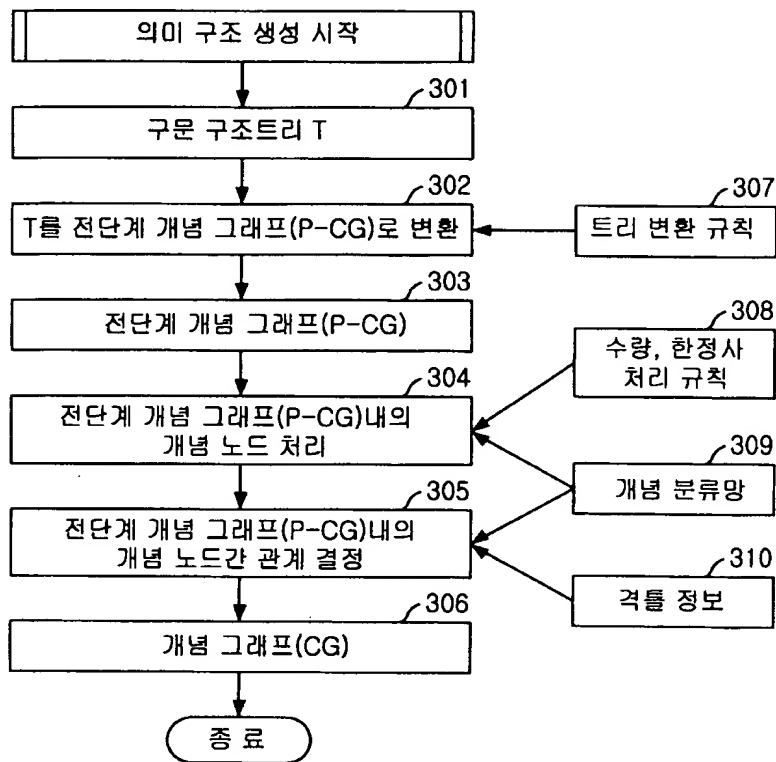 의미 구조 생성 시작
301
구문 구조트리 T
302
T를 전단계 개념 그래프(P-CG)로 변환
307
트리 변환 규칙
303
전단계 개념 그래프(P-CG)
308
수량, 한정사
처리 규칙
304
전단계 개념 그래프(P-CG)내의
개념 노드 처리
309
개념 분류망
305
전단계 개념 그래프(P-CG)내의
개념 노드간 관계 결정
310
격틀 정보
306
개념 그래프(CG)
종 료